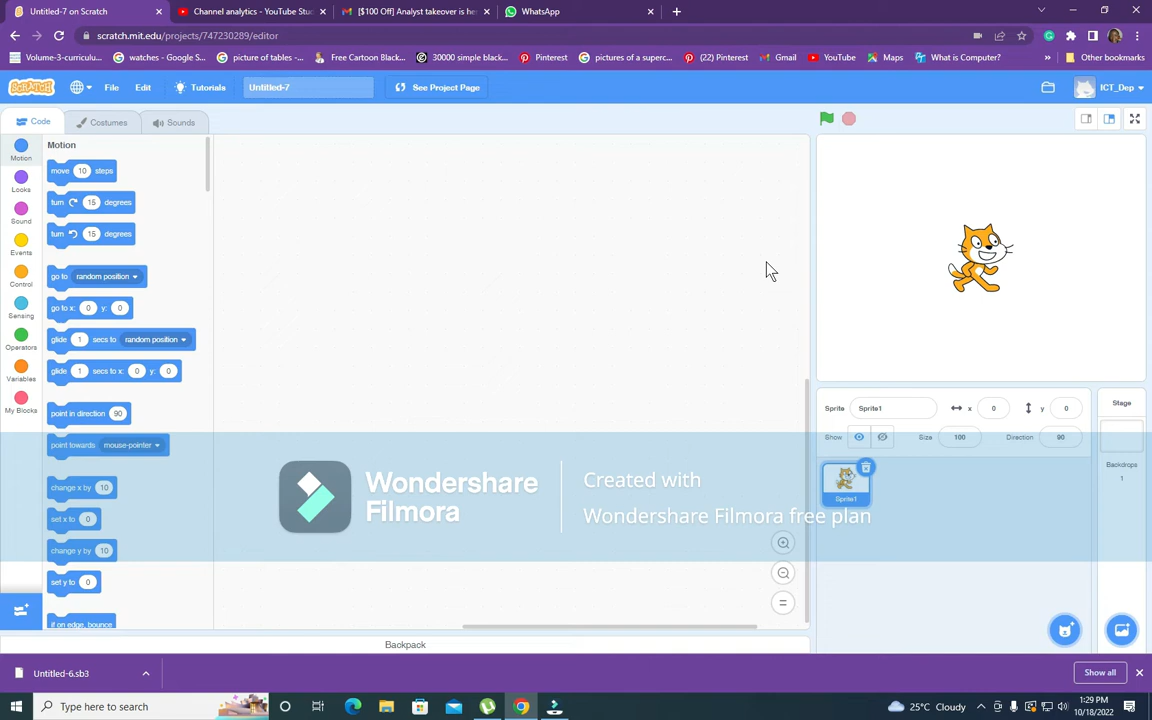 Untitled-7 on Scratch
Channel analytics - YouTube Stu
[$100 Off] Analyst takeover is he
WhatsApp
scratch.mit.edu/projects/747230289/editor
Volume-3-curriculu...
watches - Google S...
picture of tables -...
Free Cartoon Black...
30000 simple black...
Pinterest
pictures of a superc...
(22) Pinterest
Gmail
YouTube
Maps
What is Computer?
»
Other bookmarks
SCRATCH
File
Edit
Tutorials
Untitled-7
See Project Page
ICT_Dep
Code
Costumes
Sounds
Motion
Looks
Sound
Events
Control
Sensing
Operators
Variables
My Blocks
Motion
move 10 steps
turn 15 degrees
turn 15 degrees
go to random position
go to x: 0 y: 0
glide 1 secs to random position
glide 1 secs to x: 0 y: 0
point in direction 90
point towards mouse-pointer
change x by 10
set x to 0
change y by 10
set y to 0
if on edge, bounce
Sprite Sprite1 x 0 y 0
Show Size 100 Direction 90
Sprite1
Stage
Backdrops
1
Wondershare
Filmora
Created with
Wondershare Filmora free plan
Backpack
Untitled-6.sb3
Show all
Type here to search
25°C Cloudy
1:29 PM
10/18/2022